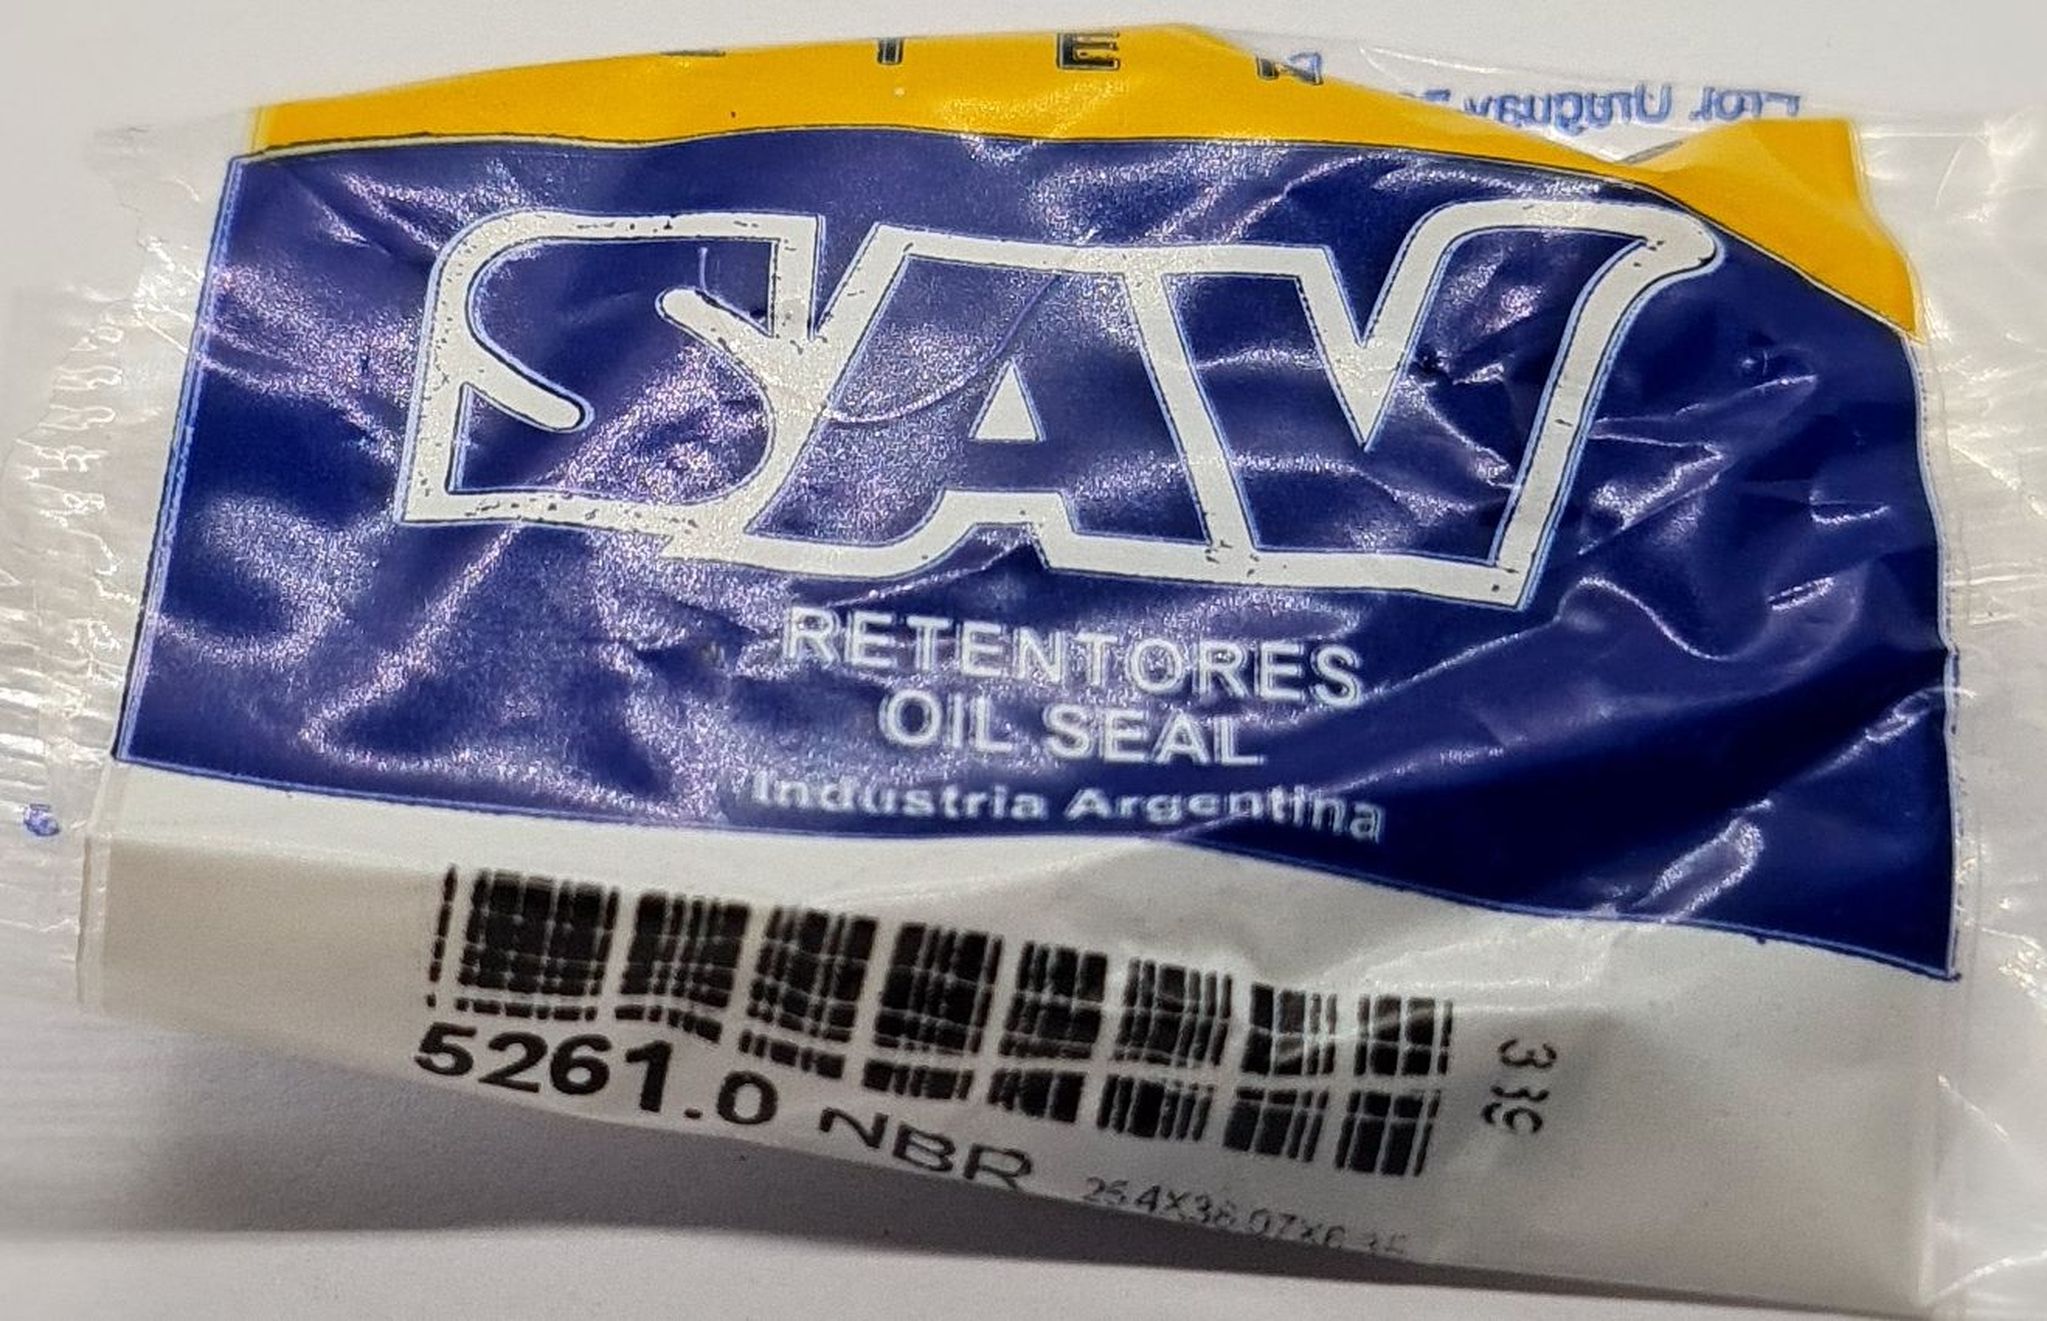 SAV
RETENTORES
OIL SEAL
Industria Argentina
5261.0 NBR